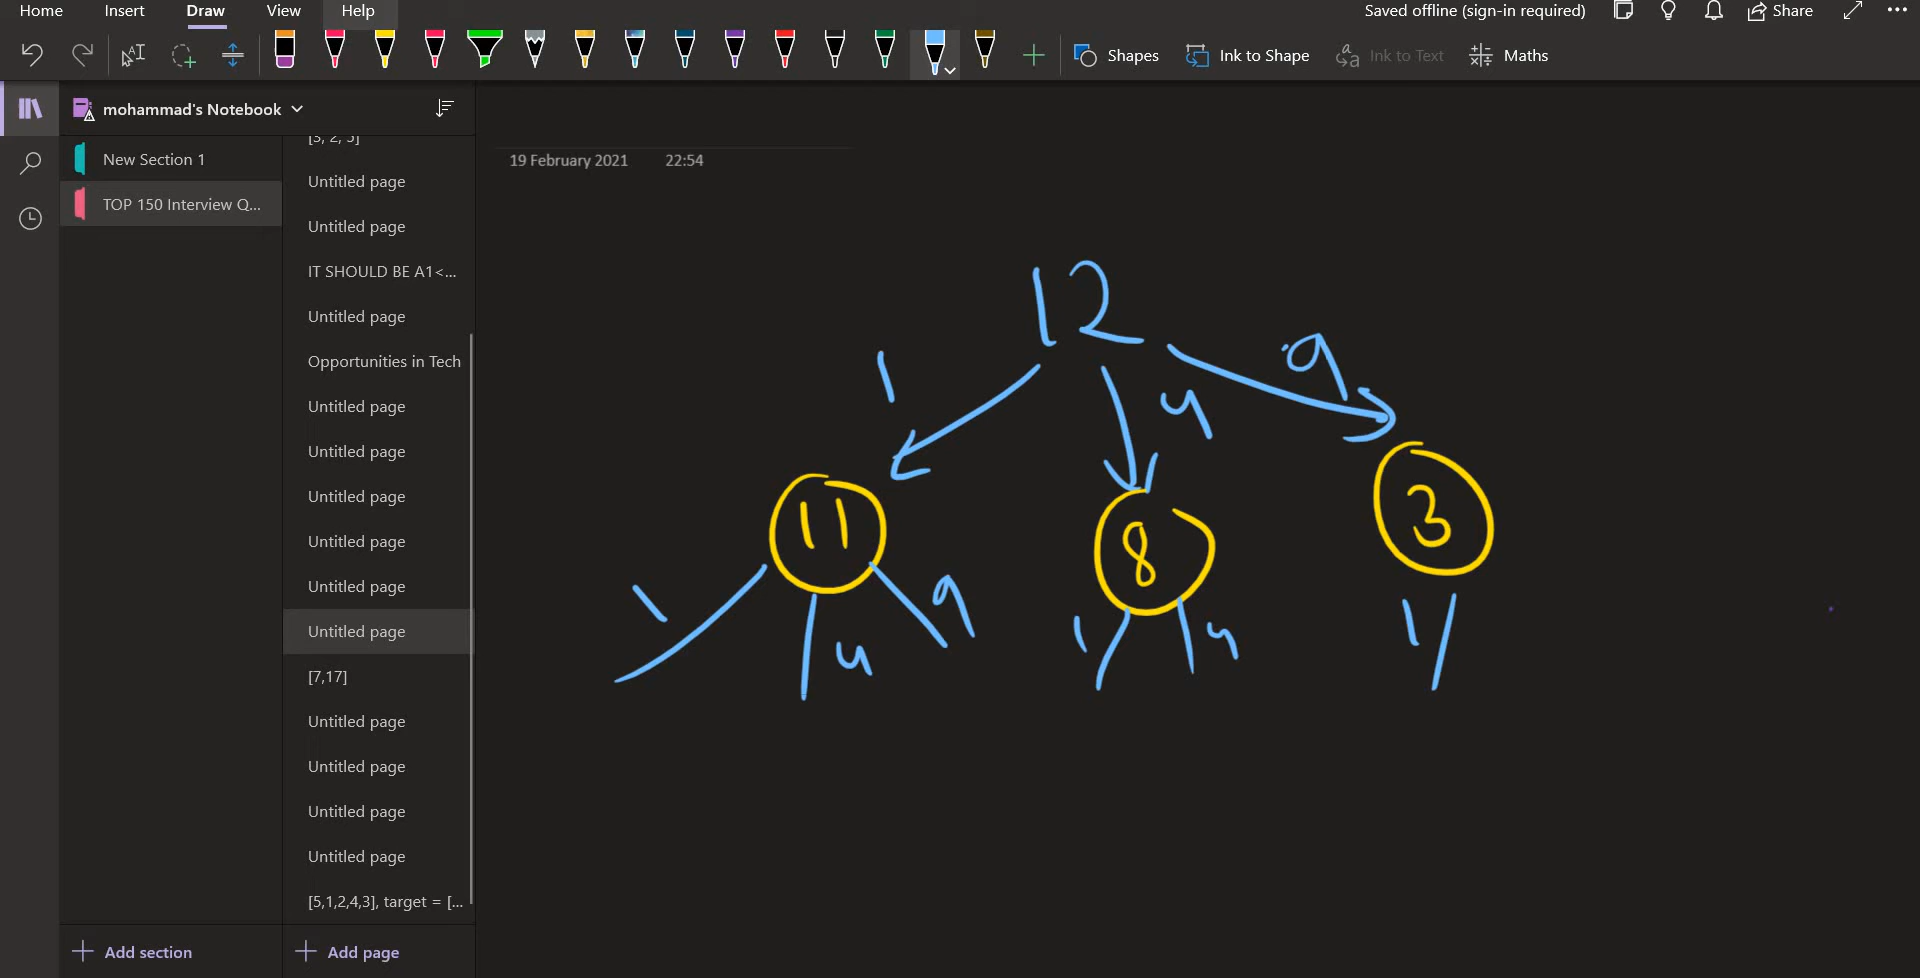 Home Insert Draw View Help
Saved offline (sign-in required) Share
Shapes Ink to Shape Ink to Text Maths
mohammad's Notebook
New Section 1
TOP 150 Interview Q...
[3, 2, 5]
Untitled page
Untitled page
IT SHOULD BE A1<...
Untitled page
Opportunities in Tech
Untitled page
Untitled page
Untitled page
Untitled page
Untitled page
Untitled page
[7,17]
Untitled page
Untitled page
Untitled page
Untitled page
[5,1,2,4,3], target = [...
Add section
Add page
19 February 2021 22:54
12
1 4 9
11 8 3
1 4 9 1 4 1